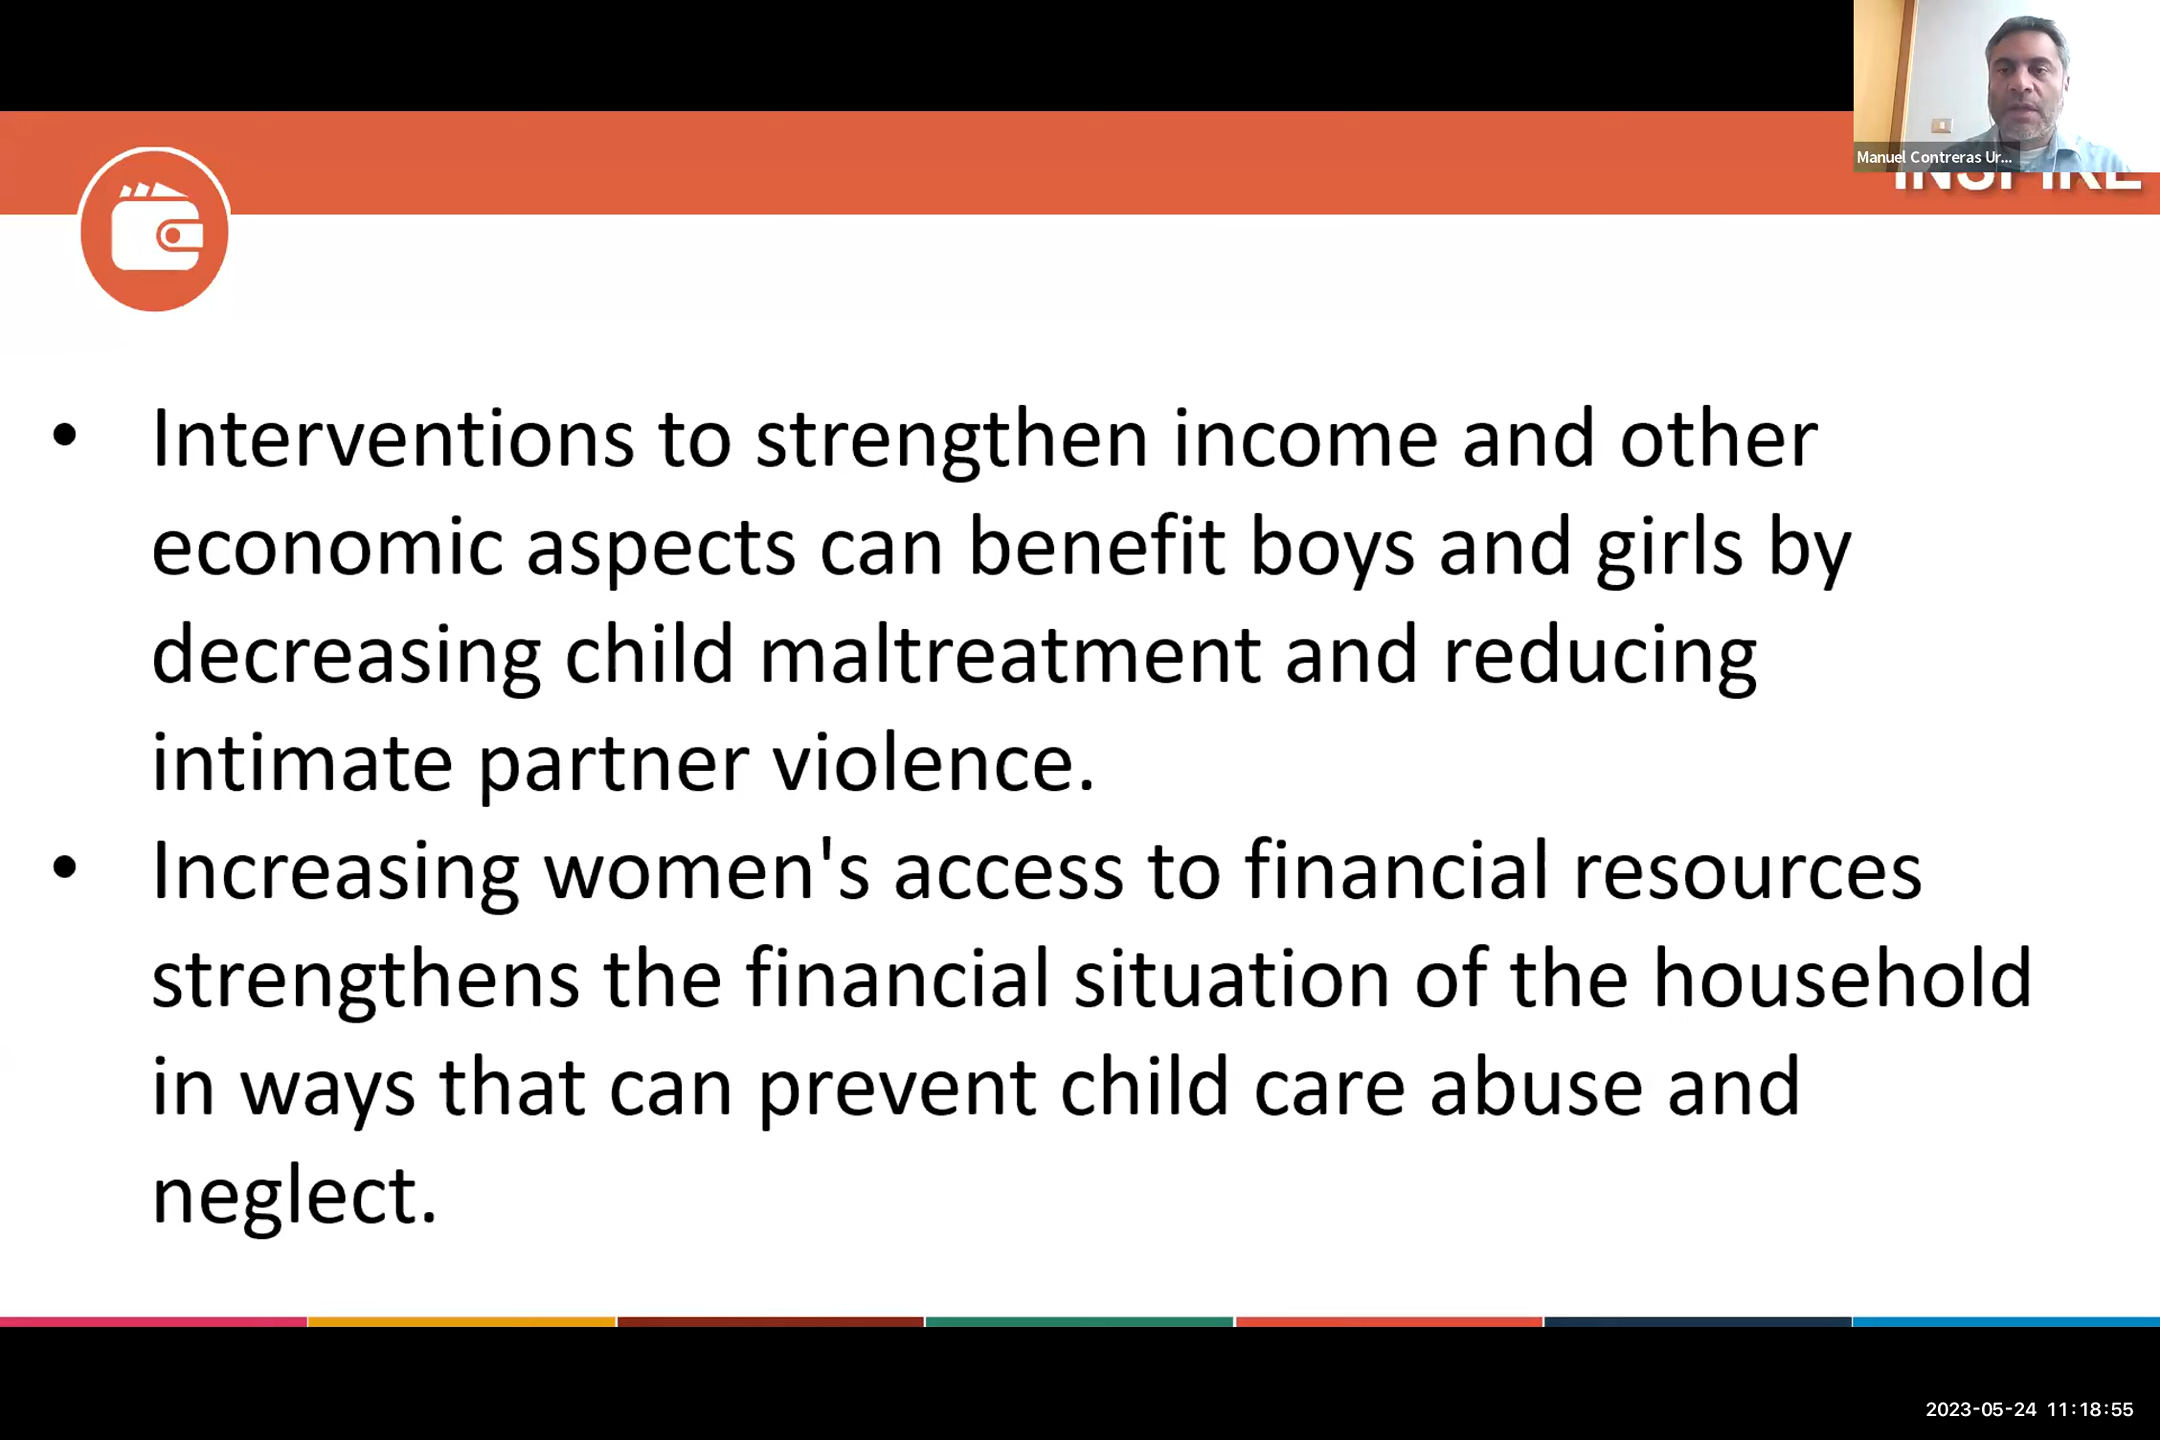 Manuel Contreras Ur...
INSPIRE
• Interventions to strengthen income and other
economic aspects can benefit boys and girls by
decreasing child maltreatment and reducing
intimate partner violence.
• Increasing women's access to financial resources
strengthens the financial situation of the household
in ways that can prevent child care abuse and
neglect.
2023-05-24 11:18:55